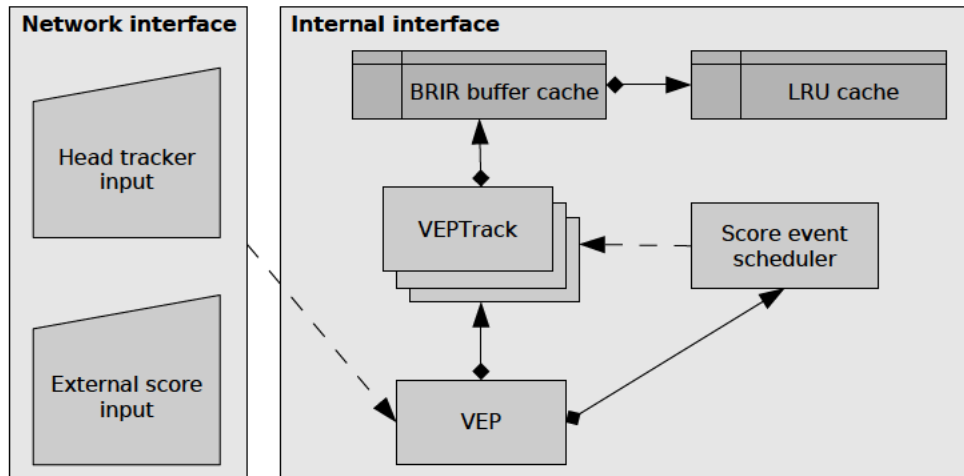 Network interface
Head tracker
input
External score
input
Internal interface
BRIR buffer cache
LRU cache
VEPTrack
Score event
scheduler
VEP